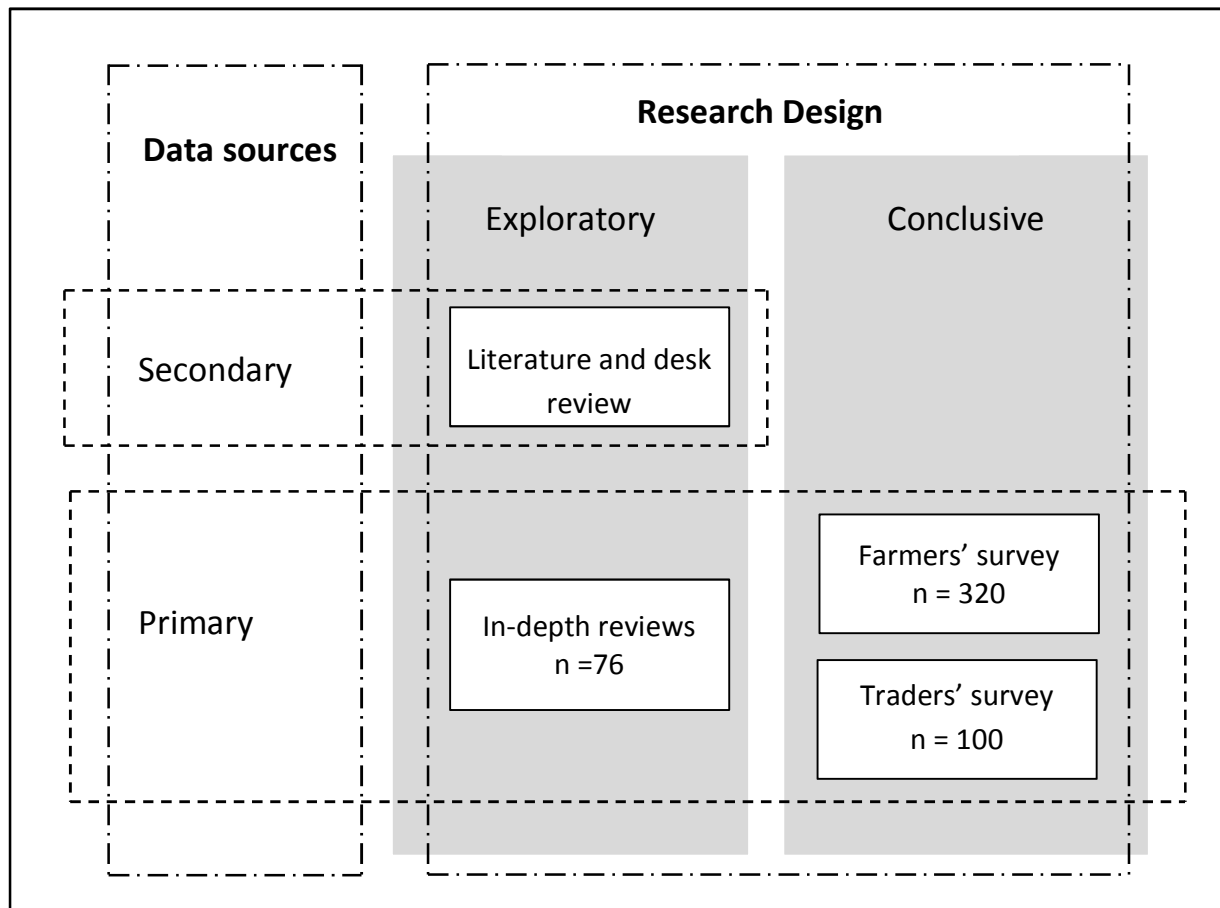 Research Design
Data sources
Exploratory
Conclusive
Secondary
Literature and desk
review
Primary
In-depth reviews
n =76
Farmers’ survey
n = 320
Traders’ survey
n = 100